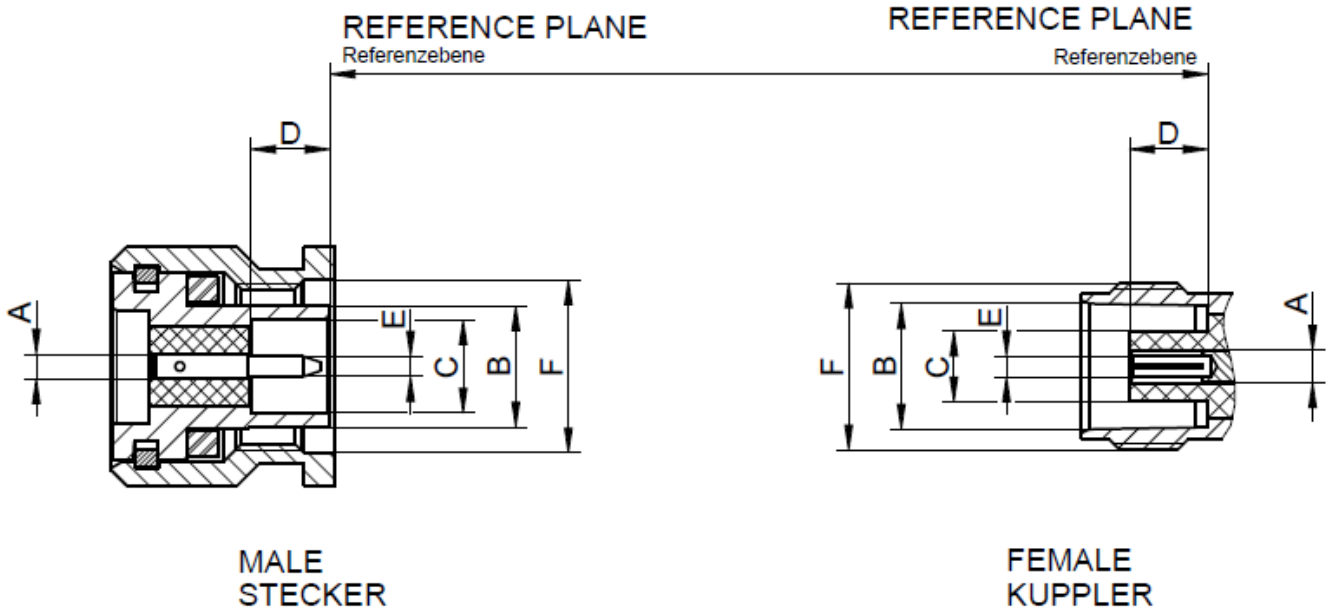 REFERENCE PLANE
Referenzebene
REFERENCE PLANE
Referenzebene
D
D
A
E
C
B
F
F
B
C
E
A
MALE
STECKER
FEMALE
KUPPLER